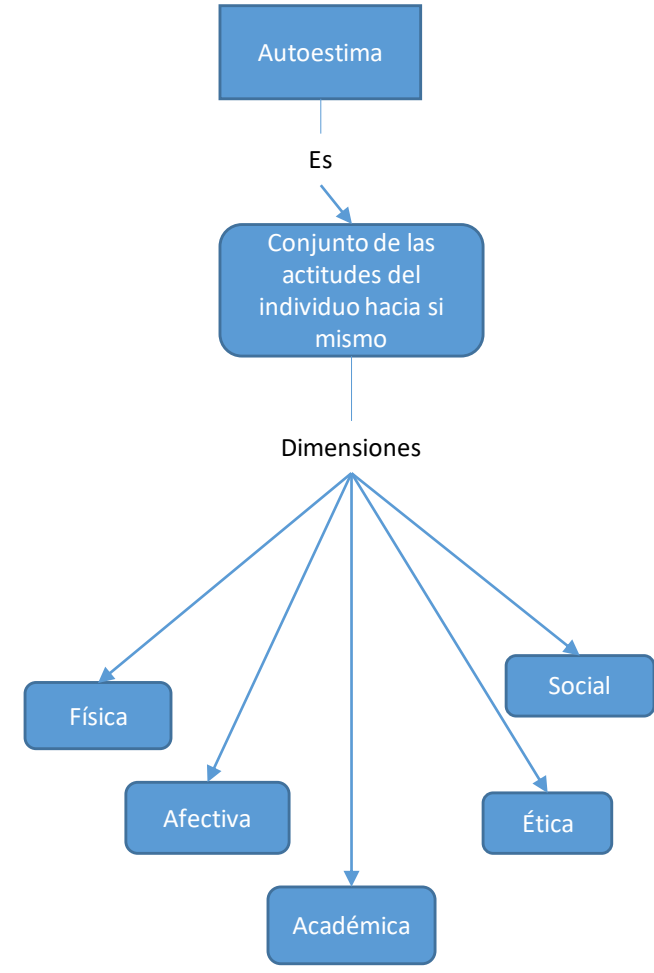 Autoestima
Es
Conjunto de las
actitudes del
individuo hacia si
mismo
Dimensiones
Social
Física
Afectiva
Ética
Académica